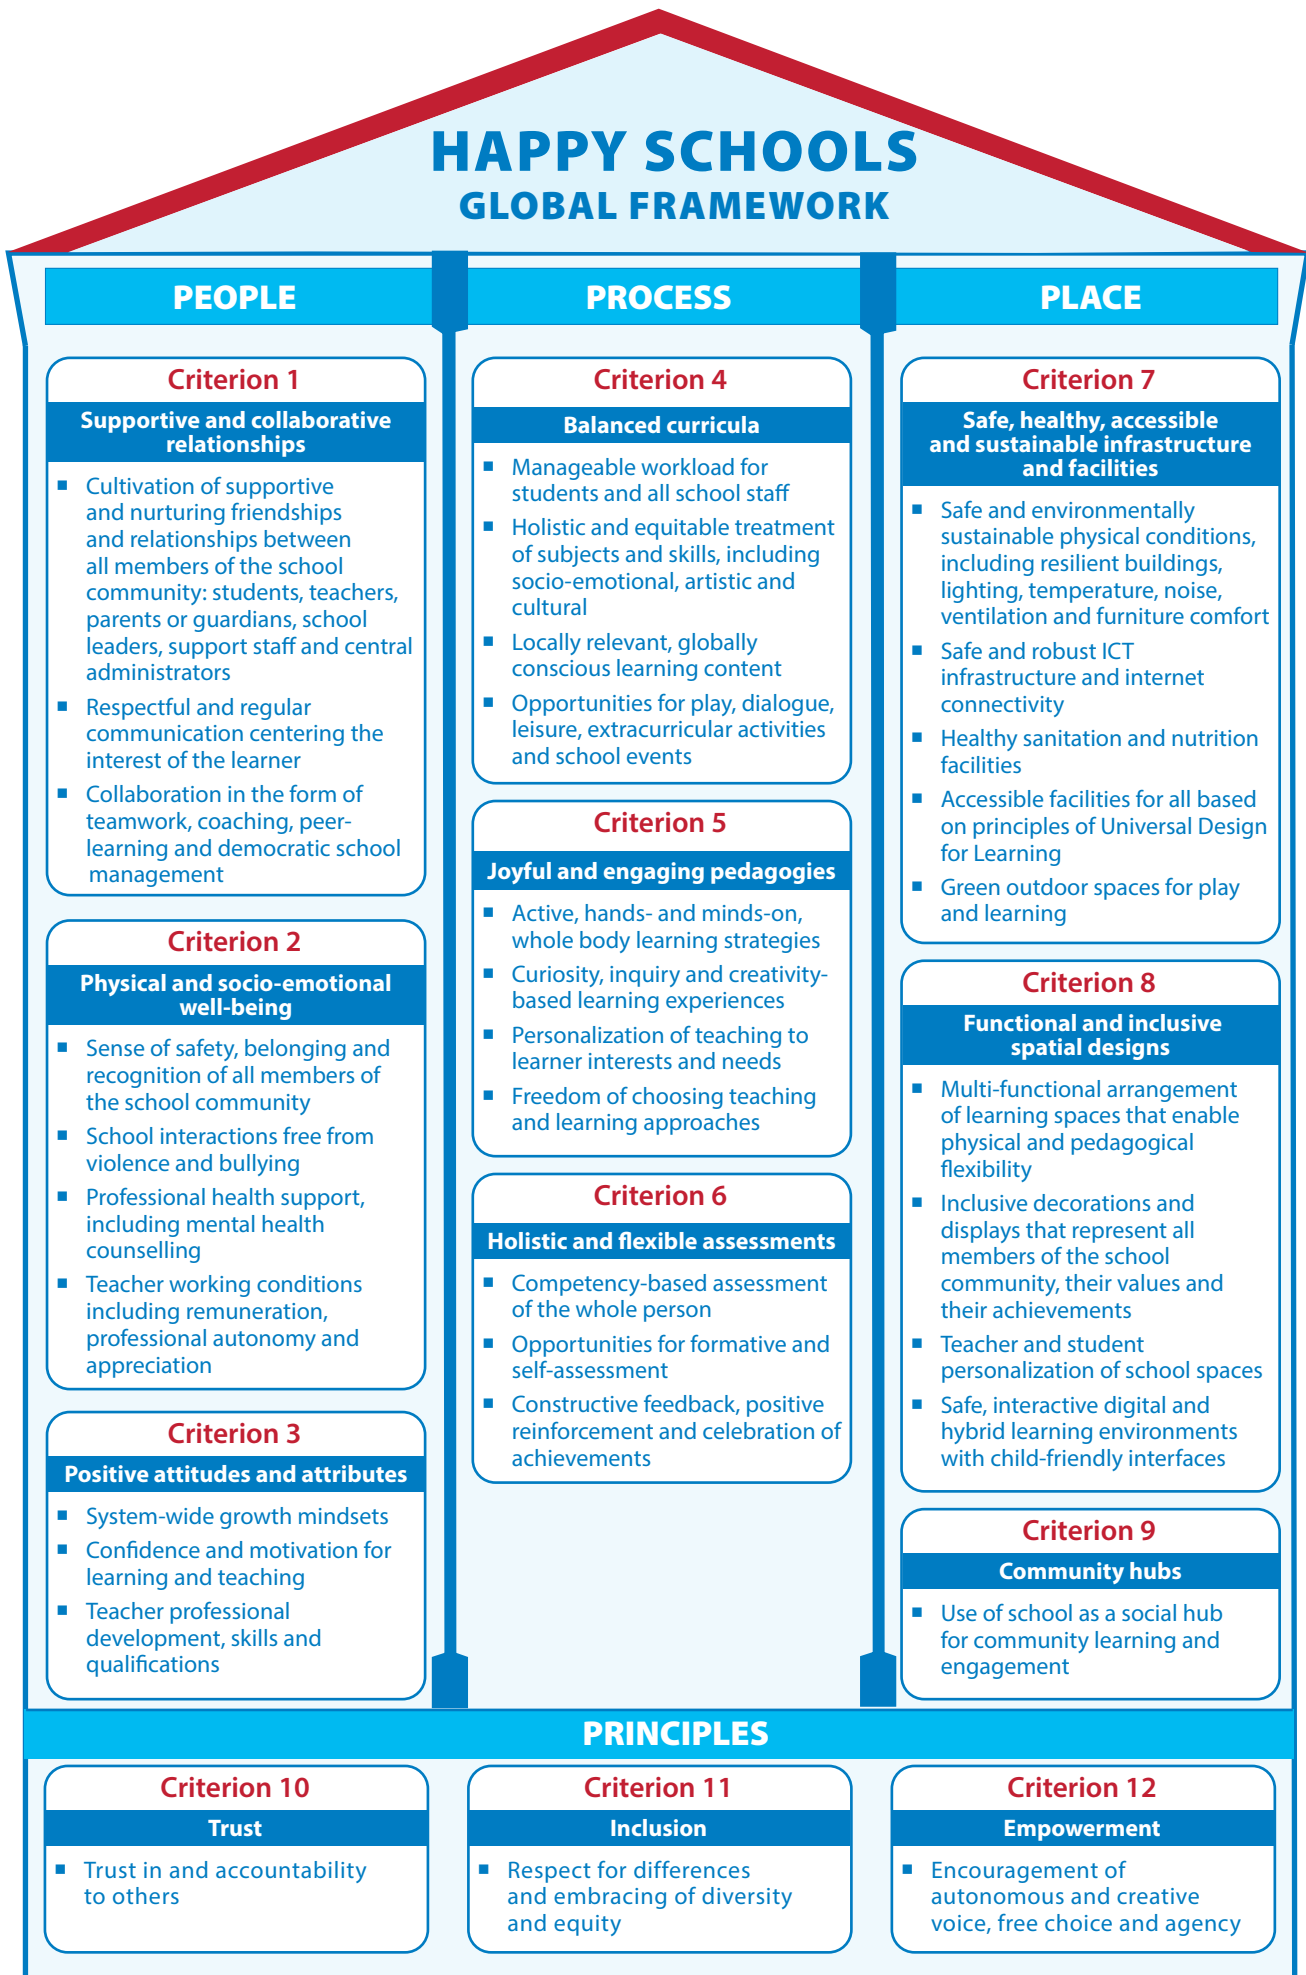 HAPPY SCHOOLS
GLOBAL FRAMEWORK
PEOPLE
Criterion 1
Supportive and collaborative
relationships
▪ Cultivation of supportive
and nurturing friendships
and relationships between
all members of the school
community: students, teachers,
parents or guardians, school
leaders, support staff and central
administrators
▪ Respectful and regular
communication centering the
interest of the learner
▪ Collaboration in the form of
teamwork, coaching, peer-
learning and democratic school
management
Criterion 2
Physical and socio-emotional
well-being
▪ Sense of safety, belonging and
recognition of all members of
the school community
▪ School interactions free from
violence and bullying
▪ Professional health support,
including mental health
counselling
▪ Teacher working conditions
including remuneration,
professional autonomy and
appreciation
Criterion 3
Positive attitudes and attributes
▪ System-wide growth mindsets
▪ Confidence and motivation for
learning and teaching
▪ Teacher professional
development, skills and
qualifications
PROCESS
Criterion 4
Balanced curricula
▪ Manageable workload for
students and all school staff
▪ Holistic and equitable treatment
of subjects and skills, including
socio-emotional, artistic and
cultural
▪ Locally relevant, globally
conscious learning content
▪ Opportunities for play, dialogue,
leisure, extracurricular activities
and school events
Criterion 5
Joyful and engaging pedagogies
▪ Active, hands- and minds-on,
whole body learning strategies
▪ Curiosity, inquiry and creativity-
based learning experiences
▪ Personalization of teaching to
learner interests and needs
▪ Freedom of choosing teaching
and learning approaches
Criterion 6
Holistic and flexible assessments
▪ Competency-based assessment
of the whole person
▪ Opportunities for formative and
self-assessment
▪ Constructive feedback, positive
reinforcement and celebration of
achievements
PLACE
Criterion 7
Safe, healthy, accessible
and sustainable infrastructure
and facilities
▪ Safe and environmentally
sustainable physical conditions,
including resilient buildings,
lighting, temperature, noise,
ventilation and furniture comfort
▪ Safe and robust ICT
infrastructure and internet
connectivity
▪ Healthy sanitation and nutrition
facilities
▪ Accessible facilities for all based
on principles of Universal Design
for Learning
▪ Green outdoor spaces for play
and learning
Criterion 8
Functional and inclusive
spatial designs
▪ Multi-functional arrangement
of learning spaces that enable
physical and pedagogical
flexibility
▪ Inclusive decorations and
displays that represent all
members of the school
community, their values and
their achievements
▪ Teacher and student
personalization of school spaces
▪ Safe, interactive digital and
hybrid learning environments
with child-friendly interfaces
Criterion 9
Community hubs
▪ Use of school as a social hub
for community learning and
engagement
PRINCIPLES
Criterion 10
Trust
▪ Trust in and accountability
to others
Criterion 11
Inclusion
▪ Respect for differences
and embracing of diversity
and equity
Criterion 12
Empowerment
▪ Encouragement of
autonomous and creative
voice, free choice and agency